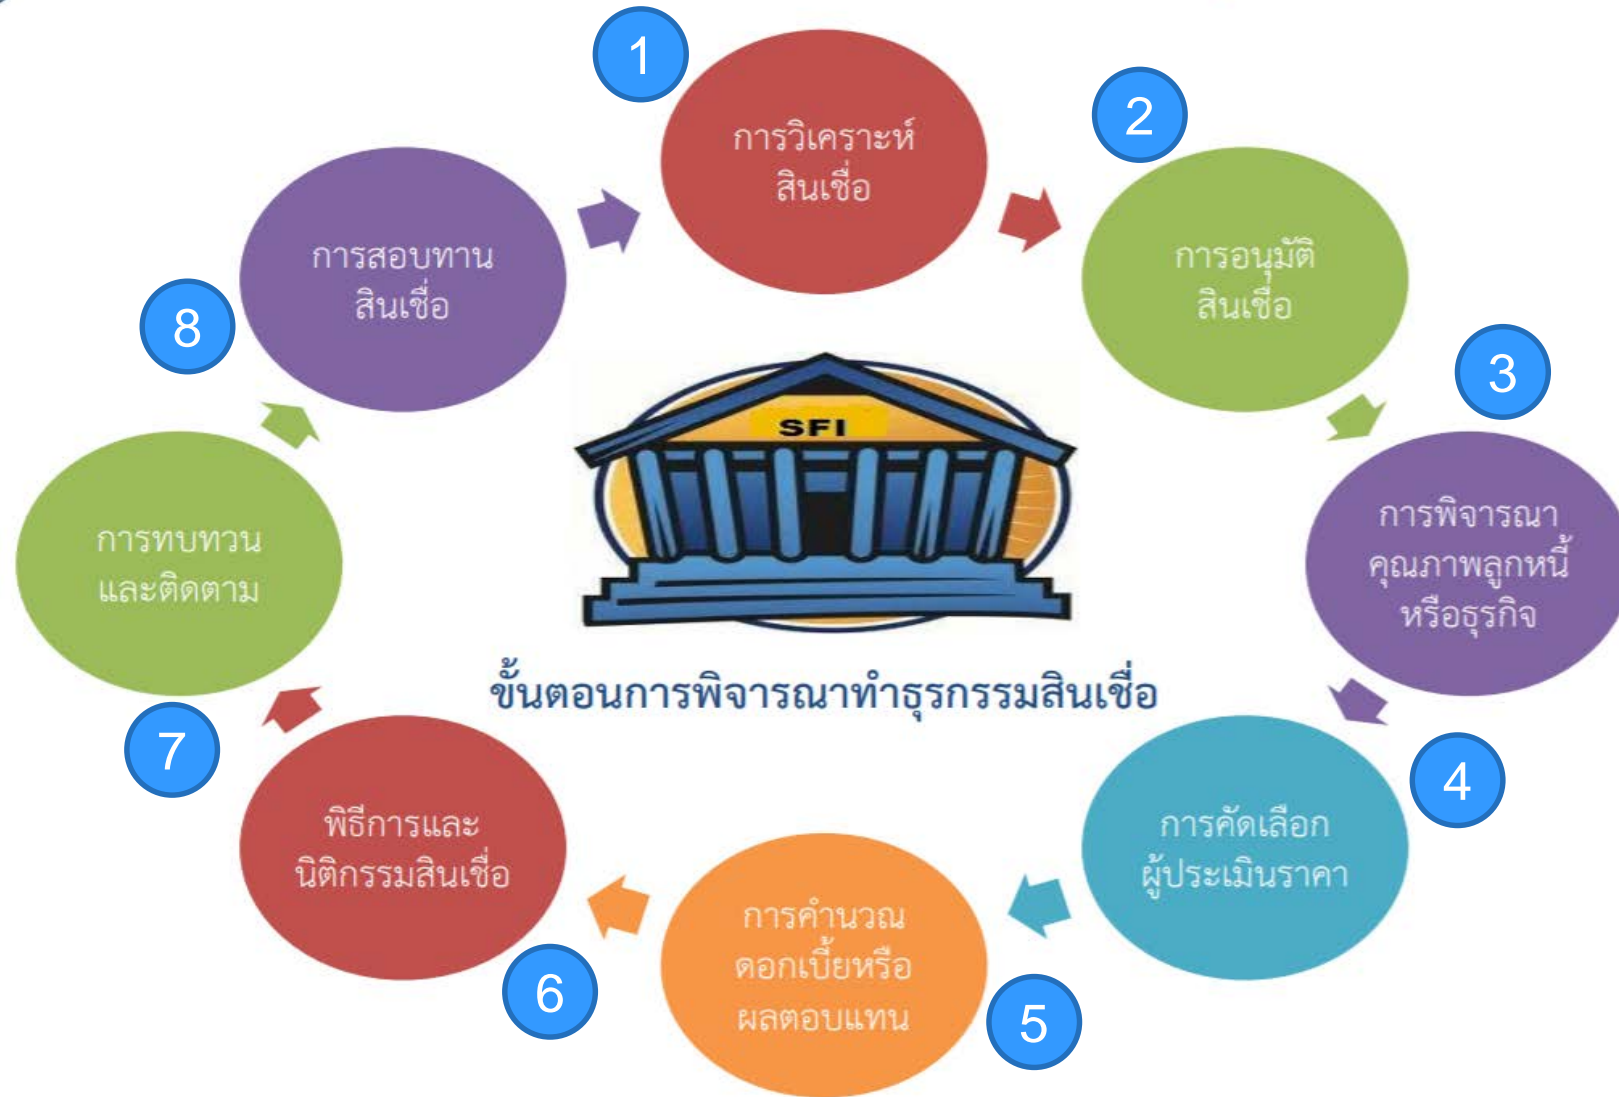 1
การวิเคราะห์
สินเชื่อ
2
การอนุมัติ
สินเชื่อ
3
การพิจารณา
คุณภาพลูกหนี้
หรือธุรกิจ
4
การคัดเลือก
ผู้ประเมินราคา
5
การคำนวณ
ดอกเบี้ยหรือ
ผลตอบแทน
6
พิธีการและ
นิติกรรมสินเชื่อ
7
การทบทวน
และติดตาม
8
การสอบทาน
สินเชื่อ
SFI
ขั้นตอนการพิจารณาทำธุรกรรมสินเชื่อ